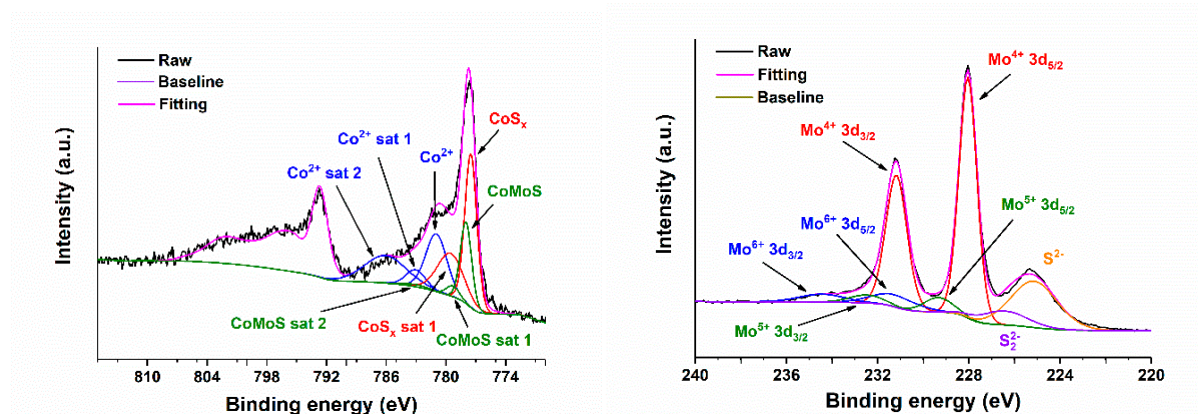 Raw
Baseline
Fitting
CoSₓ
Co²⁺ sat 1
Co²⁺
Co²⁺ sat 2
CoMoS
CoMoS sat 2
CoSₓ sat 1
CoMoS sat 1
Intensity (a.u.)
810 804 798 792 786 780 774
Binding energy (eV)
Raw
Fitting
Baseline
Mo⁴⁺ 3d₅/₂
Mo⁴⁺ 3d₃/₂
Mo⁶⁺ 3d₅/₂
Mo⁵⁺ 3d₅/₂
Mo⁶⁺ 3d₃/₂
S²⁻
Mo⁵⁺ 3d₃/₂
S₂²⁻
Intensity (a.u.)
240 236 232 228 224 220
Binding energy (eV)